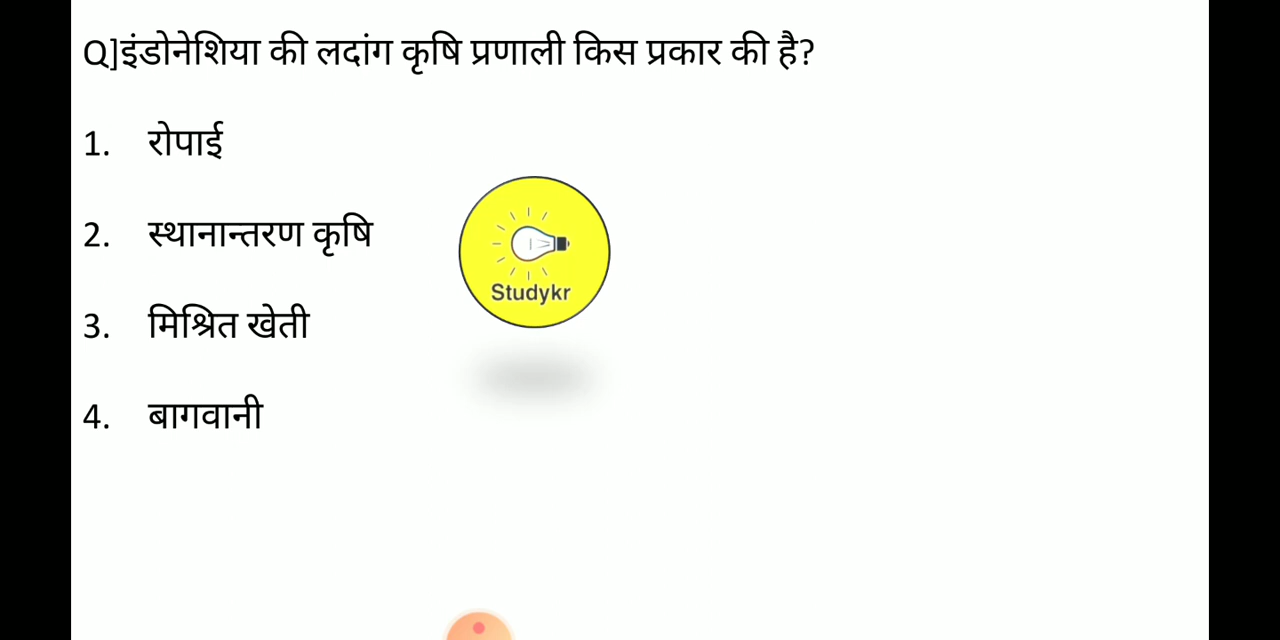 Q]इंडोनेशिया की लदांग कृषि प्रणाली किस प्रकार की है?
1. रोपाई
2. स्थानान्तरण कृषि
Studykr
3. मिश्रित खेती
4. बागवानी